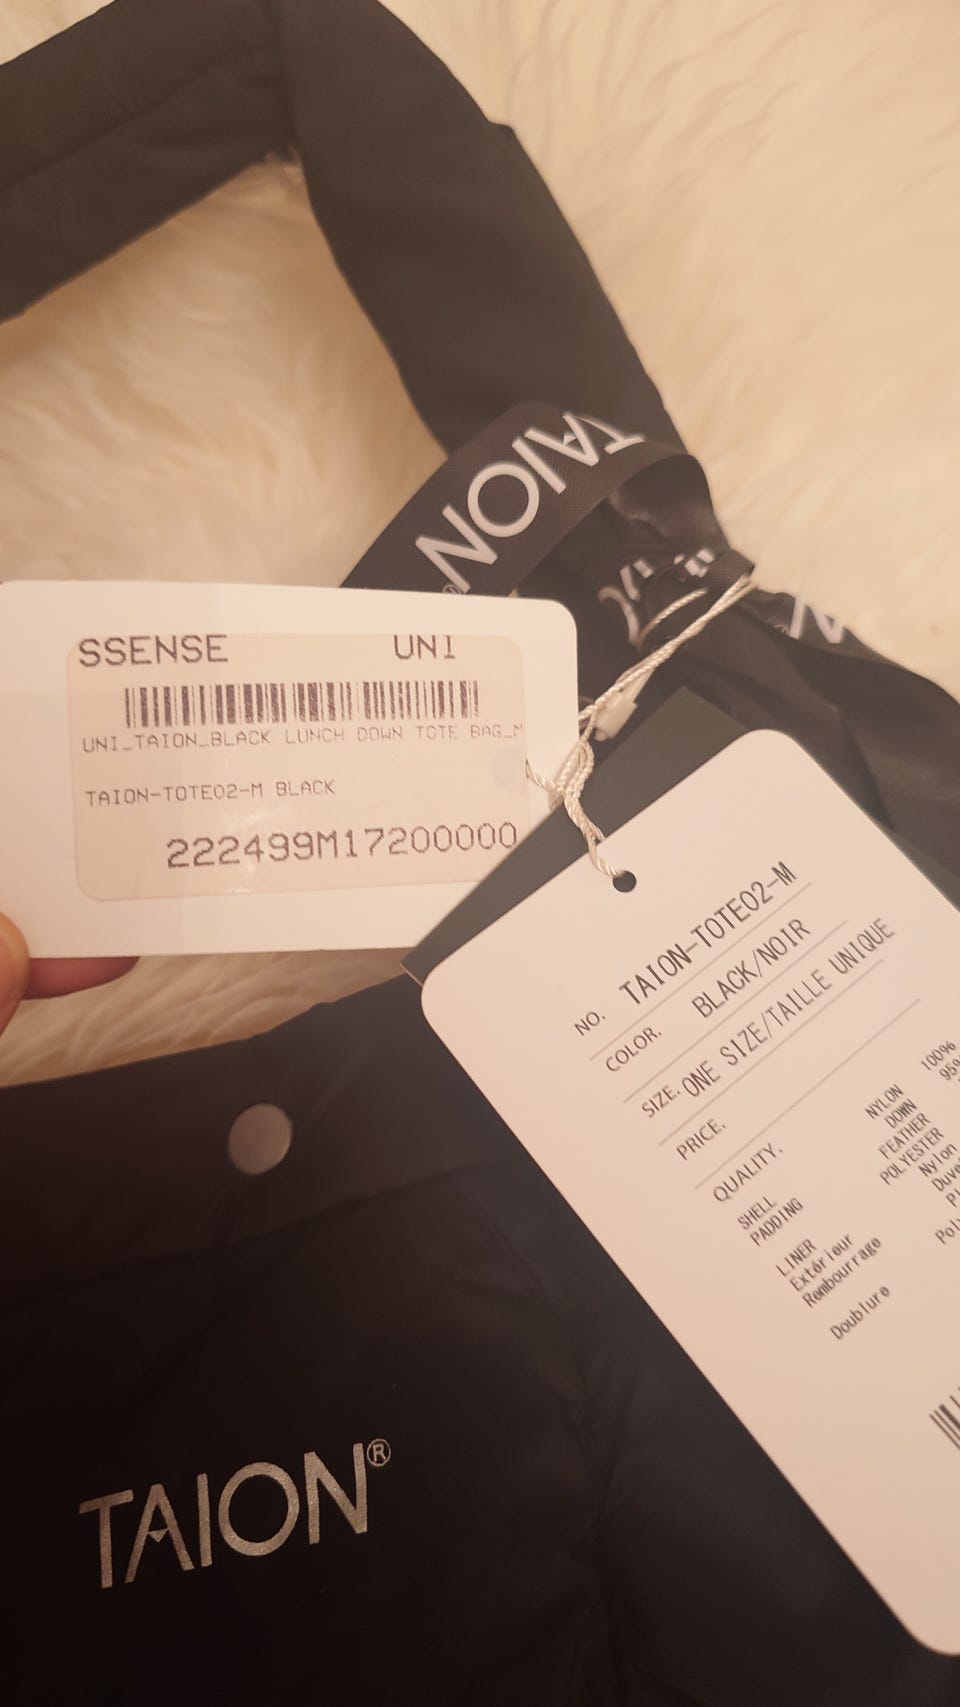 TAION
SSENSE UNI
UNI_TAION_BLACK LUNCH DOWN TOTE BAG_M
TAION-TOTE02-M BLACK
222499M17200000
NO. TAION-TOTE02-M
COLOR. BLACK/NOIR
SIZE. ONE SIZE/TAILLE UNIQUE
PRICE.
QUALITY.
SHELL NYLON 100%
PADDING DOWN
FEATHER
LINER POLYESTER
Extérieur Nylon
Rembourrage
Doublure
TAION®